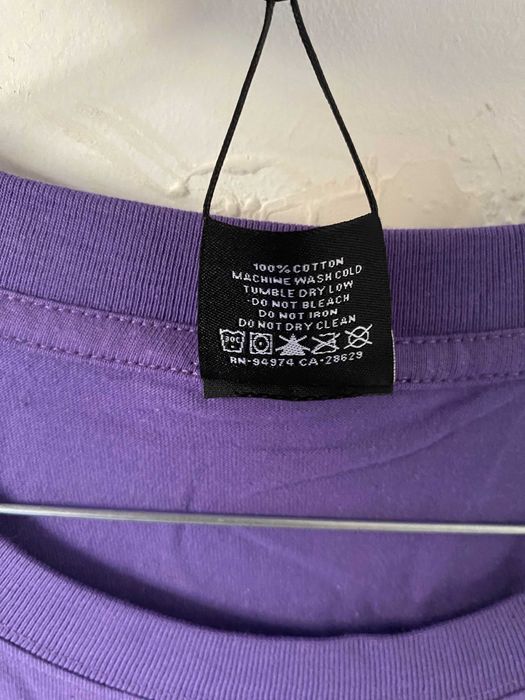 100% COTTON
MACHINE WASH COLD
TUMBLE DRY LOW
DO NOT BLEACH
DO NOT IRON
DO NOT DRY CLEAN
30C
RN-94974 CA-28629